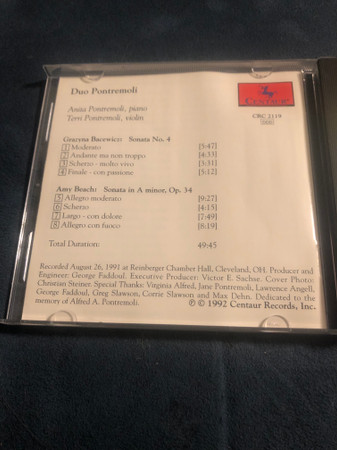 Duo Pontremoli
Anita Pontremoli, piano
Terri Pontremoli, violin
CENTAUR
CRC 2119
Grazyna Bacewicz: Sonata No. 4
1 Moderato [5:47]
2 Andante ma non troppo [4:33]
3 Scherzo - molto vivo [3:31]
4 Finale - con passione [5:12]
Amy Beach: Sonata in A minor, Op. 34
5 Allegro moderato [9:27]
6 Scherzo [4:15]
7 Largo - con dolore [7:49]
8 Allegro con fuoco [8:19]
Total Duration: 49:45
Recorded August 26, 1991 at Reinberger Chamber Hall, Cleveland, OH. Producer and
Engineer: George Faddoul. Executive Producer: Victor E. Sachse. Cover Photo:
Christian Steiner. Special Thanks: Virginia Alfred, Jane Pontremoli, Lawrence Angell,
George Faddoul, Greg Slawson, Corrie Slawson and Max Dehn. Dedicated to the
memory of Alfred A. Pontremoli.
℗ © 1992 Centaur Records, Inc.